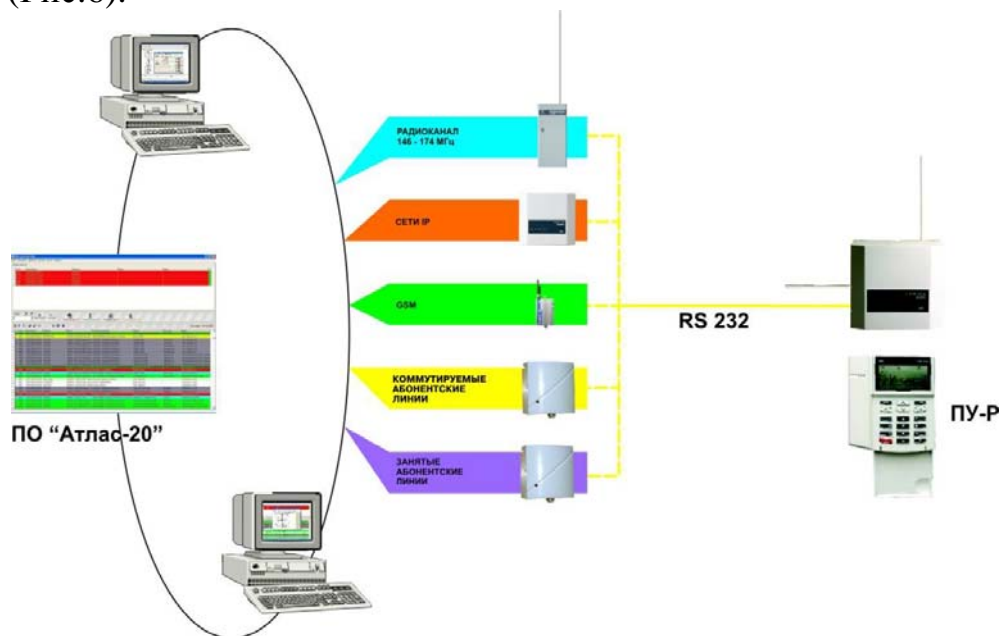 (Рис.8).
РАДИОКАНАЛ
146 - 174 МГц
СЕТИ IP
GSM
КОММУТИРУЕМЫЕ
АБОНЕНТСКИЕ
ЛИНИИ
ЗАНЯТЫЕ
АБОНЕНТСКИЕ
ЛИНИИ
RS 232
ПО “Атлас-20”
ПУ-Р